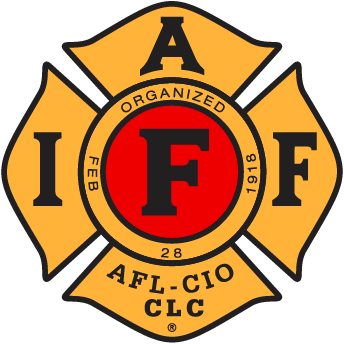 A
ORGANIZED
I
FEB
F
1918
F
28
AFL-CIO
CLC
®